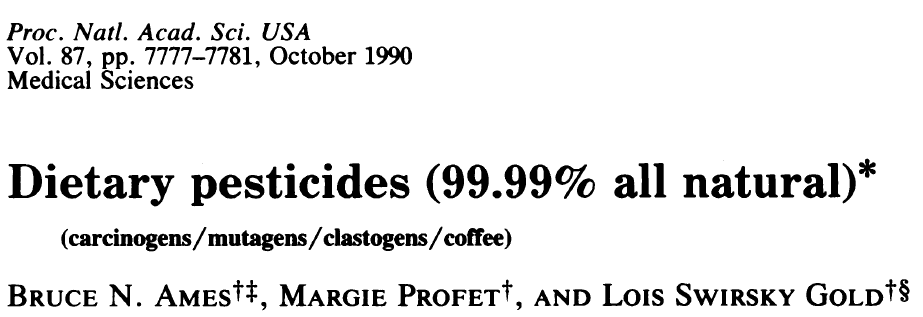 Proc. Natl. Acad. Sci. USA
Vol. 87, pp. 7777–7781, October 1990
Medical Sciences
Dietary pesticides (99.99% all natural)*
(carcinogens/mutagens/clastogens/coffee)
BRUCE N. AMES†‡, MARGIE PROFET†, AND LOIS SWIRSKY GOLD†§